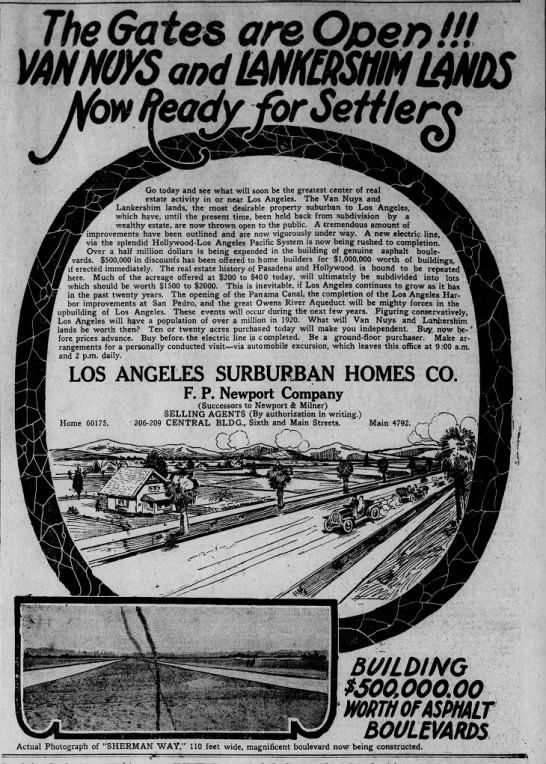 The Gates are Open!!!
VAN NUYS and LANKERSHIM LANDS
Now Ready for Settlers
Go today and see what will soon be the greatest center of real
estate activity in or near Los Angeles. The Van Nuys and
Lankershim lands, the most desirable property suburban to Los Angeles,
which have, until the present time, been held back from subdivision by a
wealthy estate, are now thrown open to the public. A tremendous amount of
improvements have been outlined and are now vigorously under way. A new electric line,
via the splendid Hollywood-Los Angeles Pacific System is now being rushed to completion.
Over a half million dollars is being expended in the building of genuine asphalt boule-
vards. $500,000 in discounts has been offered to home builders for $1,000,000 worth of buildings,
if erected immediately. The real estate history of Pasadena and Hollywood is bound to be repeated
here. Much of the acreage offered at $200 to $400 today, will ultimately be subdivided into lots
which should be worth $1500 to $2000. This is inevitable, if Los Angeles continues to grow as it has
in the past twenty years. The opening of the Panama Canal, the completion of the Los Angeles Har-
bor improvements at San Pedro, and the great Owens River Aqueduct will be mighty forces in the
upbuilding of Los Angeles. These events will occur during the next few years. Figuring conservatively,
Los Angeles will have a population of over a million in 1920. What will Van Nuys and Lankershim
lands be worth then? Ten or twenty acres purchased today will make you independent. Buy now be-
fore prices advance. Buy before the electric line is completed. Be a ground-floor purchaser. Make ar-
rangements for a personally conducted visit—via automobile excursion, which leaves this office at 9:00 a.m.
and 2 p.m. daily.
LOS ANGELES SURBURBAN HOMES CO.
F. P. Newport Company
(Successors to Newport & Milner)
SELLING AGENTS (By authorization in writing.)
Home 60175. 206-209 CENTRAL BLDG., Sixth and Main Streets. Main 4792.
BUILDING
$500,000.00
WORTH OF ASPHALT
BOULEVARDS
Actual Photograph of "SHERMAN WAY," 110 feet wide, magnificent boulevard now being constructed.